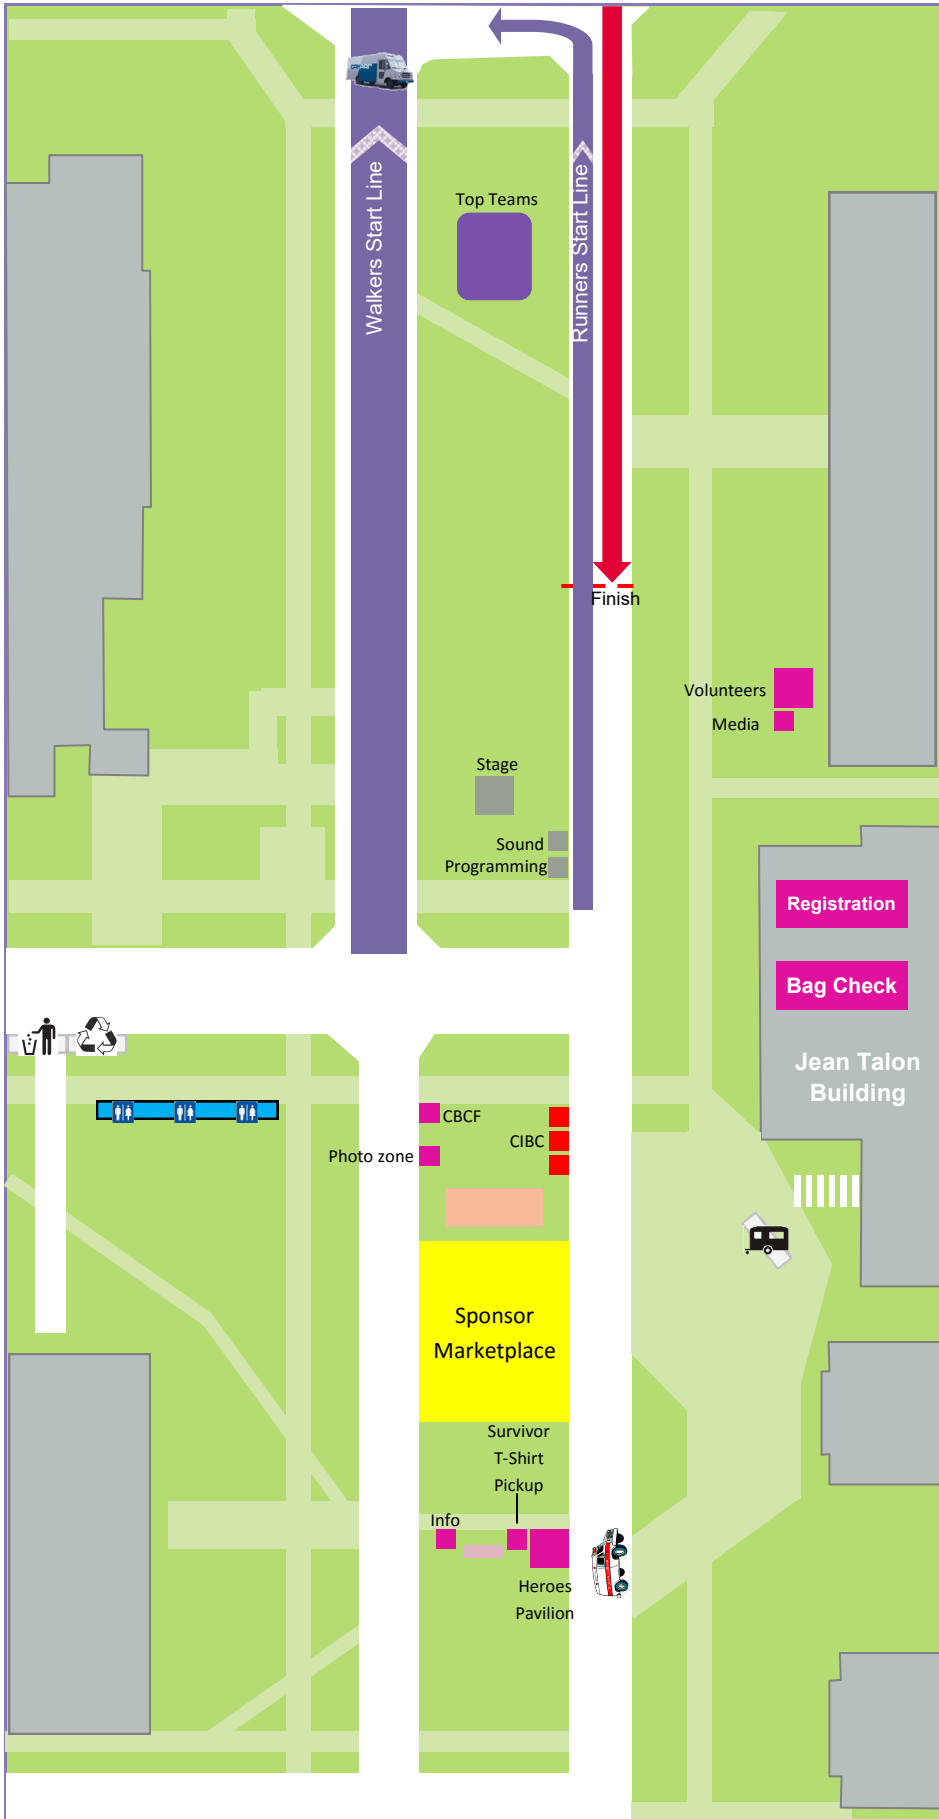 Top Teams
Walkers Start Line
Runners Start Line
Finish
Volunteers
Media
Stage
Sound
Programming
Registration
Bag Check
Jean Talon
Building
CBCF
CIBC
Photo zone
Sponsor
Marketplace
Survivor
T-Shirt
Pickup
Info
Heroes
Pavilion